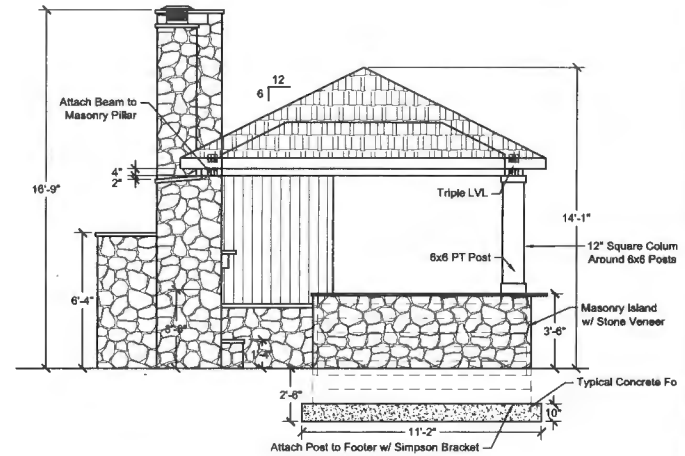 12
6
Attach Beam to
Masonry Pillar
4"
2"
16'-9"
Triple LVL
14'-1"
6x6 PT Post
12" Square Colum
Around 6x6 Posts
6'-4"
Masonry Island
w/ Stone Veneer
3'-6"
2'-6"
Typical Concrete Fo
10"
11'-2"
Attach Post to Footer w/ Simpson Bracket